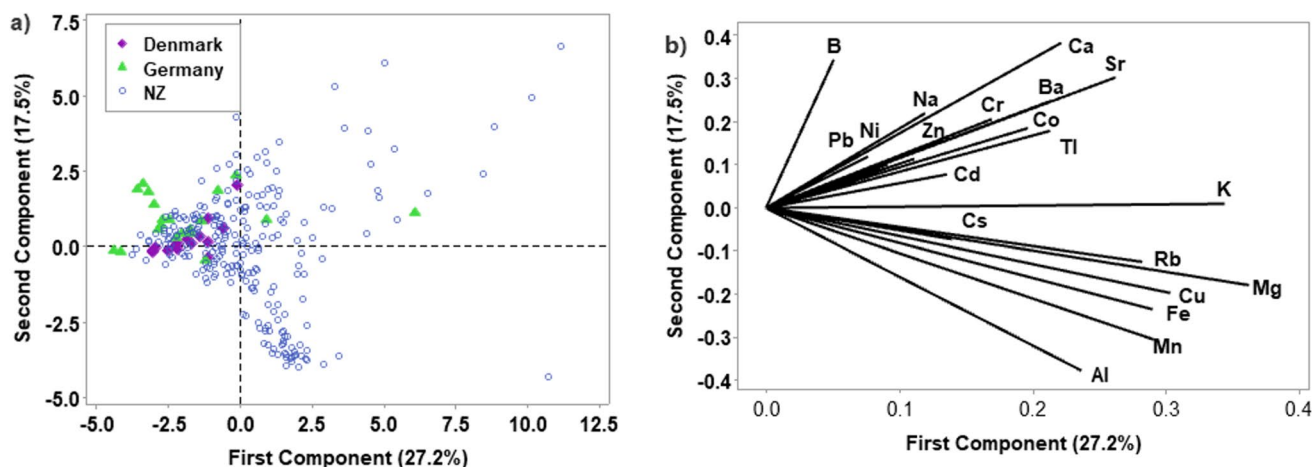 a)
7.5
5.0
2.5
0.0
-2.5
-5.0
Second Component (17.5%)
Denmark
Germany
NZ
-5.0 -2.5 0.0 2.5 5.0 7.5 10.0 12.5
First Component (27.2%)
b)
0.4
0.3
0.2
0.1
0.0
-0.1
-0.2
-0.3
-0.4
Second Component (17.5%)
B
Ca
Sr
Ba
Na
Cr
Co
Pb
Ni
Zn
Tl
Cd
K
Cs
Rb
Mg
Cu
Fe
Mn
Al
0.0 0.1 0.2 0.3 0.4
First Component (27.2%)